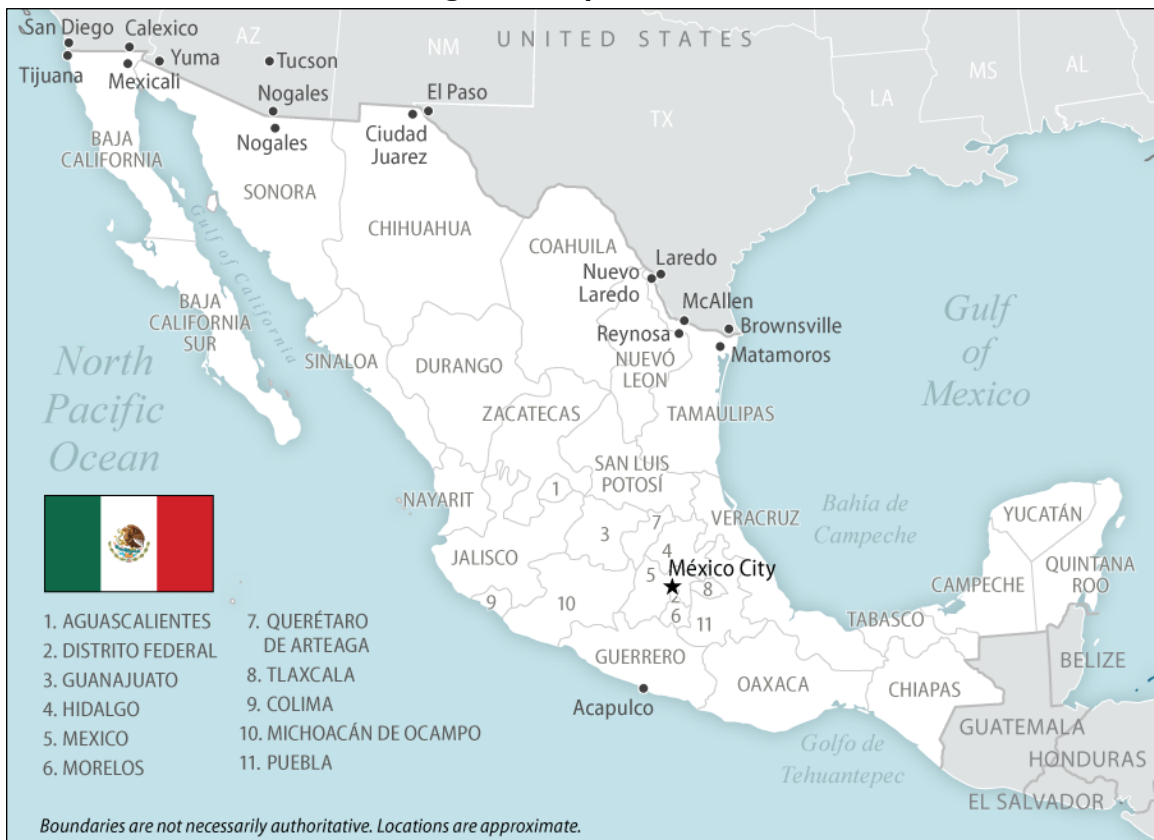 San Diego
Calexico
AZ
NM
UNITED STATES
MS
AL
Tijuana
Mexicali
Yuma
Tucson
LA
Nogales
El Paso
TX
Nogales
Ciudad
Juarez
BAJA
CALIFORNIA
SONORA
CHIHUAHUA
COAHUILA
Gulf of California
Laredo
Nuevo
Laredo
McAllen
Brownsville
Reynosa
Matamoros
BAJA
CALIFORNIA
SUR
Gulf
of
Mexico
North
Pacific
Ocean
SINALOA
DURANGO
NUEVÓ
LEON
ZACATECAS
TAMAULIPAS
SAN LUIS
POTOSÍ
NAYARIT
1
VERACRUZ
Bahía de
Campeche
YUCATÁN
JALISCO
3
7
4
México City
5
8
2
6
CAMPECHE
QUINTANA
ROO
9
10
11
TABASCO
GUERRERO
OAXACA
CHIAPAS
BELIZE
Acapulco
GUATEMALA
Golfo de
Tehuantepec
HONDURAS
EL SALVADOR
1. AGUASCALIENTES
2. DISTRITO FEDERAL
3. GUANAJUATO
4. HIDALGO
5. MEXICO
6. MORELOS
7. QUERÉTARO
DE ARTEAGA
8. TLAXCALA
9. COLIMA
10. MICHOACÁN DE OCAMPO
11. PUEBLA
Boundaries are not necessarily authoritative. Locations are approximate.